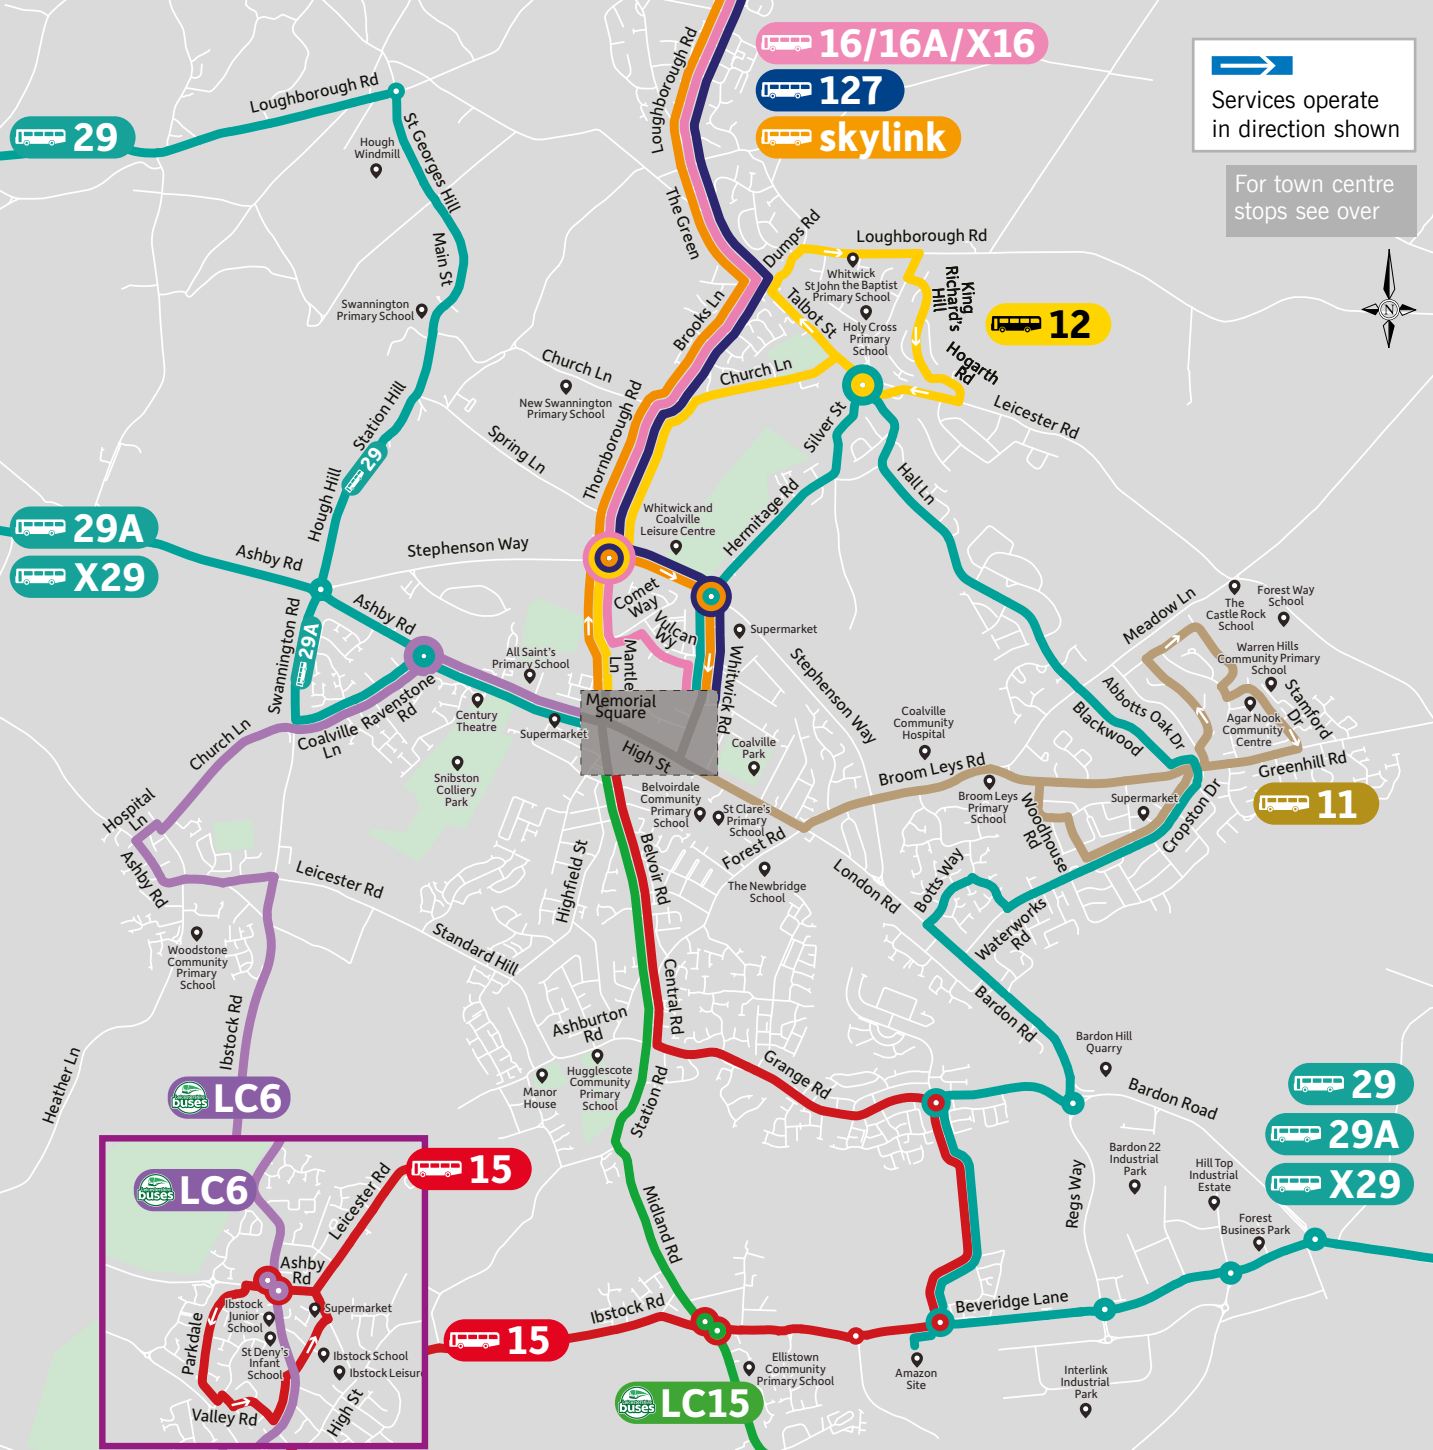 16/16A/X16
127
skylink
Services operate
in direction shown
For town centre
stops see over
N
29
Loughborough Rd
Hough
Windmill
St Georges Hill
Main St
Swannington
Primary School
Station Hill
29
Hough Hill
29A
X29
Ashby Rd
Stephenson Way
Swannington Rd
29A
Ashby Rd
Loughborough Rd
The Green
Brooks Ln
Church Ln
New Swannington
Primary School
Spring Ln
Thornborough Rd
Dumps Rd
Loughborough Rd
Whitwick
St John the Baptist
Primary School
King
Richard's
Hill
12
Talbot St
Holy Cross
Primary
School
Hogarth
Rd
Church Ln
Leicester Rd
Silver St
Hall Ln
Whitwick and
Coalville
Leisure Centre
Hermitage Rd
Comet
Way
Vulcan
Wy
Supermarket
Mantle
Ln
Whitwick Rd
Stephenson Way
All Saint's
Primary School
Memorial
Square
High St
Coalville
Park
Century
Theatre
Supermarket
Snibston
Colliery
Park
Coalville
Ln
Ravenstone
Rd
Church Ln
Hospital
Ln
Ashby Rd
Leicester Rd
Woodstone
Community
Primary
School
Ibstock Rd
Heather Ln
Standard Hill
Highfield St
Belvoirdale
Community
Primary
School
St Clare's
Primary
School
Forest Rd
The Newbridge
School
Belvoir Rd
Coalville
Community
Hospital
Broom Leys Rd
Broom Leys
Primary
School
Woodhouse
Rd
Supermarket
Cropston Dr
Blackwood
Abbotts Oak Dr
Meadow Ln
The
Castle Rock
School
Forest Way
School
Warren Hills
Community Primary
School
Stamford
Dr
Agar Nook
Community
Centre
Greenhill Rd
11
London Rd
Botts Way
Waterworks
Rd
Bardon Rd
Central Rd
Ashburton
Rd
Manor
House
Hugglescote
Community
Primary
School
Station Rd
Grange Rd
Midland Rd
Bardon Hill
Quarry
Bardon Road
29
29A
X29
Bardon 22
Industrial
Park
Hill Top
Industrial
Estate
Forest
Business Park
Regs Way
Beveridge Lane
Amazon
Site
Interlink
Industrial
Park
Ibstock Rd
15
Ellistown
Community
Primary School
buses
LC15
buses
LC6
buses
LC6
15
Leicester Rd
Ashby
Rd
Ibstock
Junior
School
Supermarket
St Deny's
Infant
School
Ibstock School
Ibstock Leisur
Parkdale
Valley Rd
High St